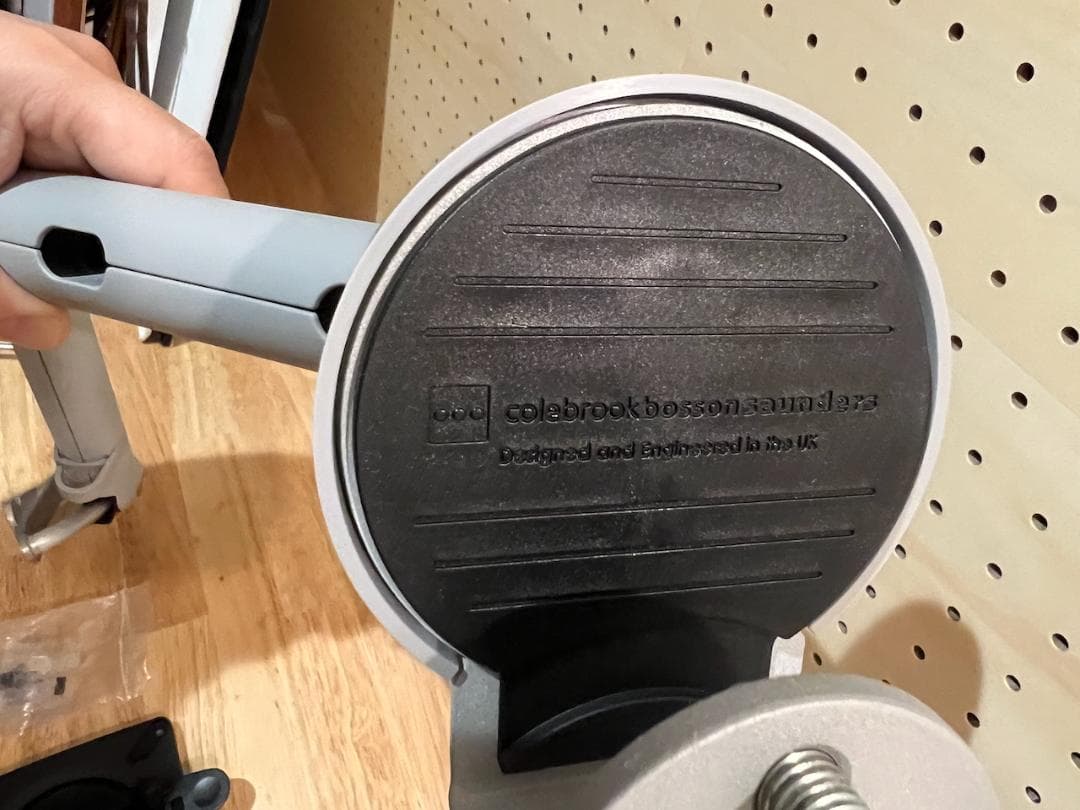 colebrookbossonsaunders
Designed and Engineered in the UK